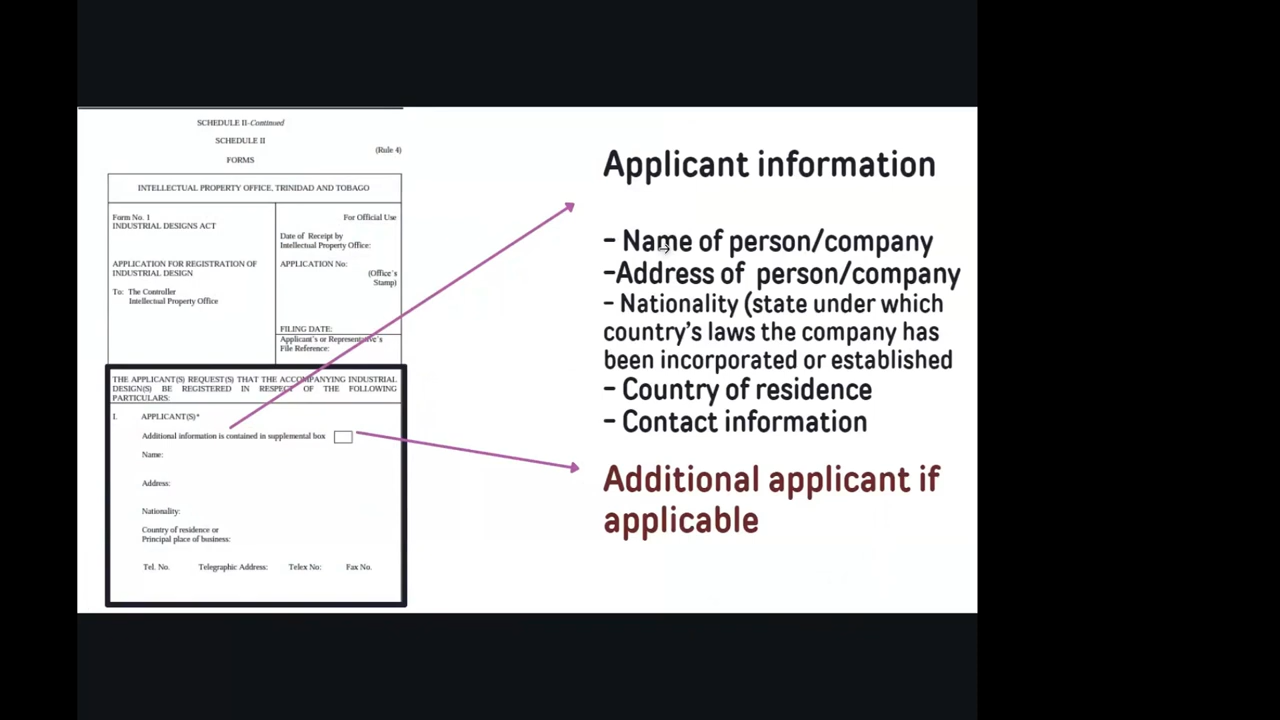 SCHEDULE II-Continued
SCHEDULE II
(Rule 4)
FORMS
INTELLECTUAL PROPERTY OFFICE, TRINIDAD AND TOBAGO
Form No. 1
INDUSTRIAL DESIGNS ACT
APPLICATION FOR REGISTRATION OF
INDUSTRIAL DESIGN
To: The Controller
Intellectual Property Office
For Official Use
Date of Receipt by
Intellectual Property Office:
APPLICATION No:
(Office's
Stamp)
FILING DATE:
Applicant's or Representative's
File Reference:
THE APPLICANT(S) REQUEST(S) THAT THE ACCOMPANYING INDUSTRIAL
DESIGN(S) BE REGISTERED IN RESPECT OF THE FOLLOWING
PARTICULARS:
I. APPLICANT(S)*
Additional information is contained in supplemental box
Name:
Address:
Nationality:
Country of residence or
Principal place of business:
Tel. No. Telegraphic Address: Telex No: Fax No.
Applicant information
- Name of person/company
-Address of person/company
- Nationality (state under which
country's laws the company has
been incorporated or established
- Country of residence
- Contact information
Additional applicant if
applicable